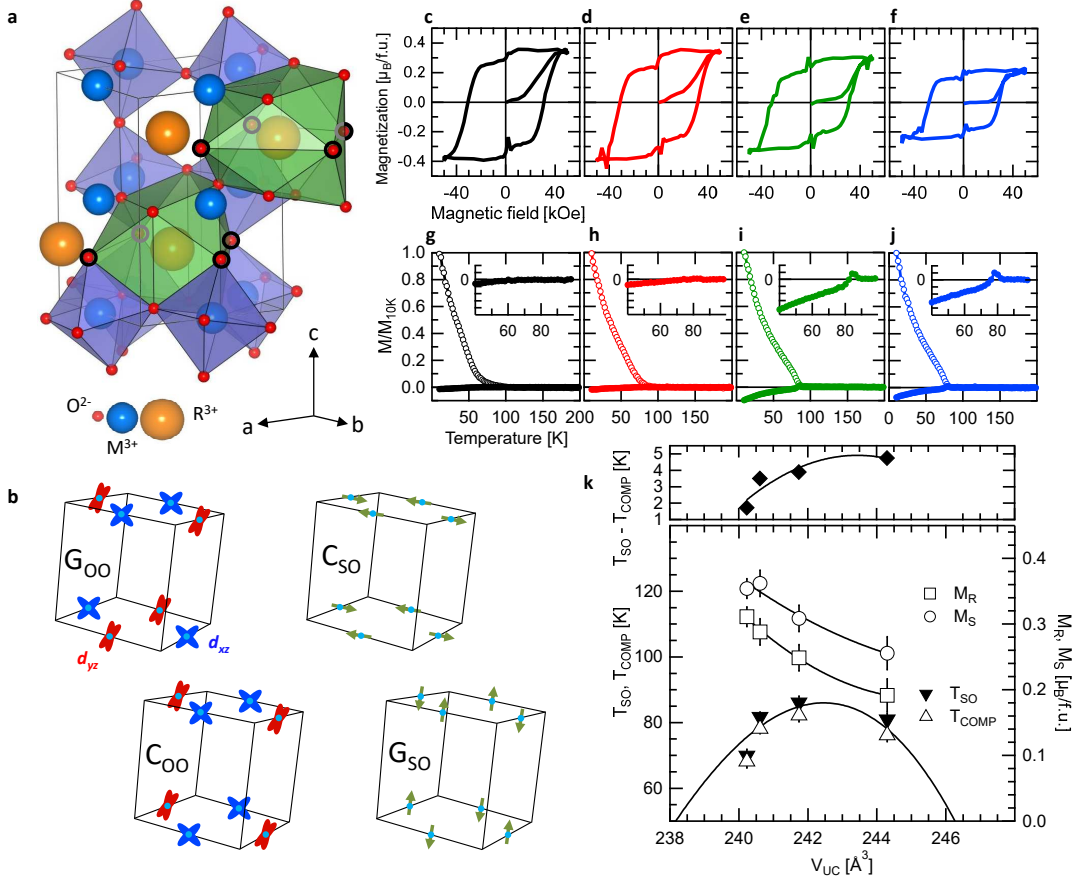 a
O²⁻
M³⁺
R³⁺
c
a
b
c
d
e
f
Magnetization [μB/f.u.]
0.4
0.2
0.0
-0.2
-0.4
-40 0 40
-40 0 40
-40 0 40
-40 0 40
Magnetic field [kOe]
g
h
i
j
M/M10K
1.0
0.8
0.6
0.4
0.2
0.0
0
60 80
0
60 80
0
60 80
0
60 80
50 100 150 200
50 100 150
50 100 150
50 100 150
Temperature [K]
b
GOO
dyz
dxz
CSO
COO
GSO
k
TSO - TCOMP [K]
5
4
3
2
1
TSO, TCOMP [K]
120
100
80
60
MR
MS
TSO
TCOMP
0.4
0.3
0.2
0.1
0.0
MR, MS [μB/f.u.]
238 240 242 244 246
VUC [Å³]